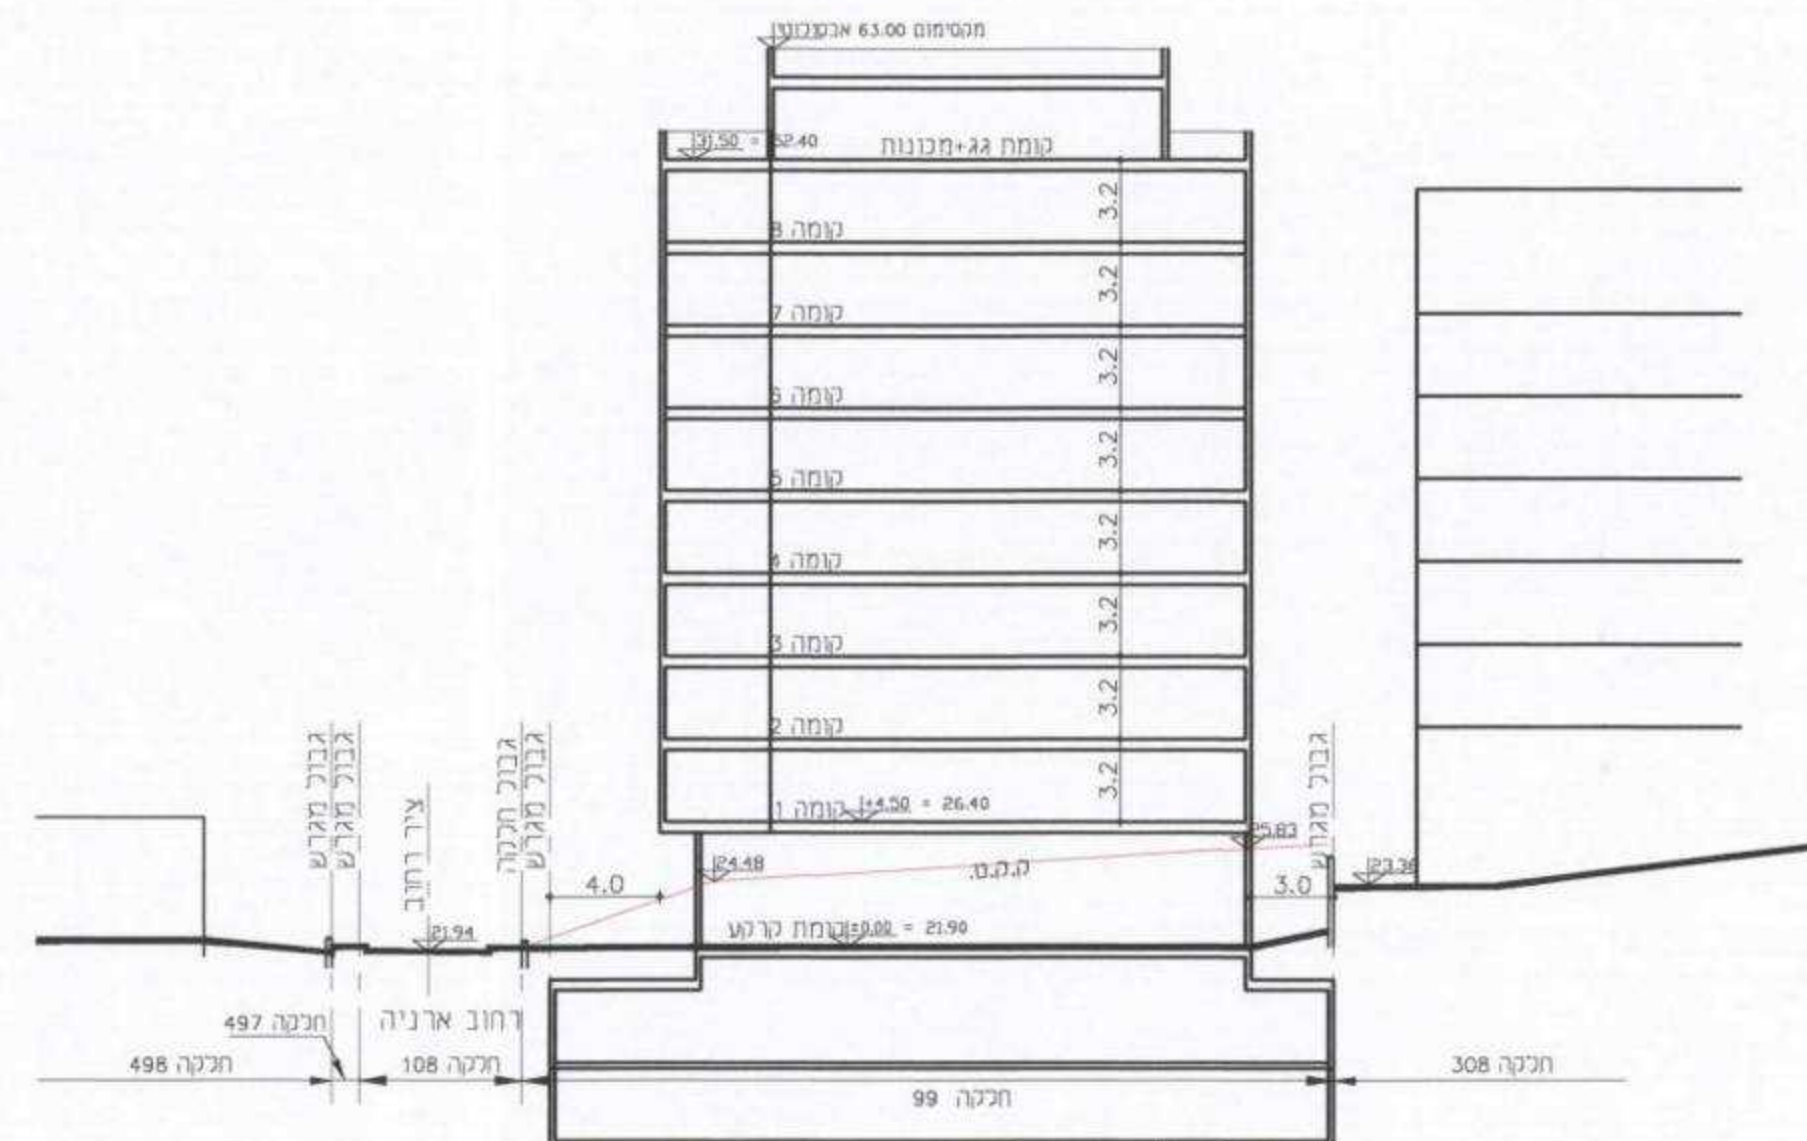 מקסימום 63.00 אבסולוטי
31.50 = 52.40
קומת גג+מכונות
3.2
קומה 8
3.2
קומה 7
3.2
קומה 6
3.2
קומה 5
3.2
קומה 4
3.2
קומה 3
3.2
קומה 2
3.2
קומה 1
+4.50 = 26.40
גבול מגרש
גבול מגרש
ציר רחוב
גבול חלקה
גבול מגרש
גבול מגרש
25.83
24.48
ק.ק.ט.
23.36
4.0
3.0
קומת קרקע
±0.00 = 21.90
21.94
רחוב ארניה
חלקה 497
חלקה 498
חלקה 108
חלקה 99
חלקה 308